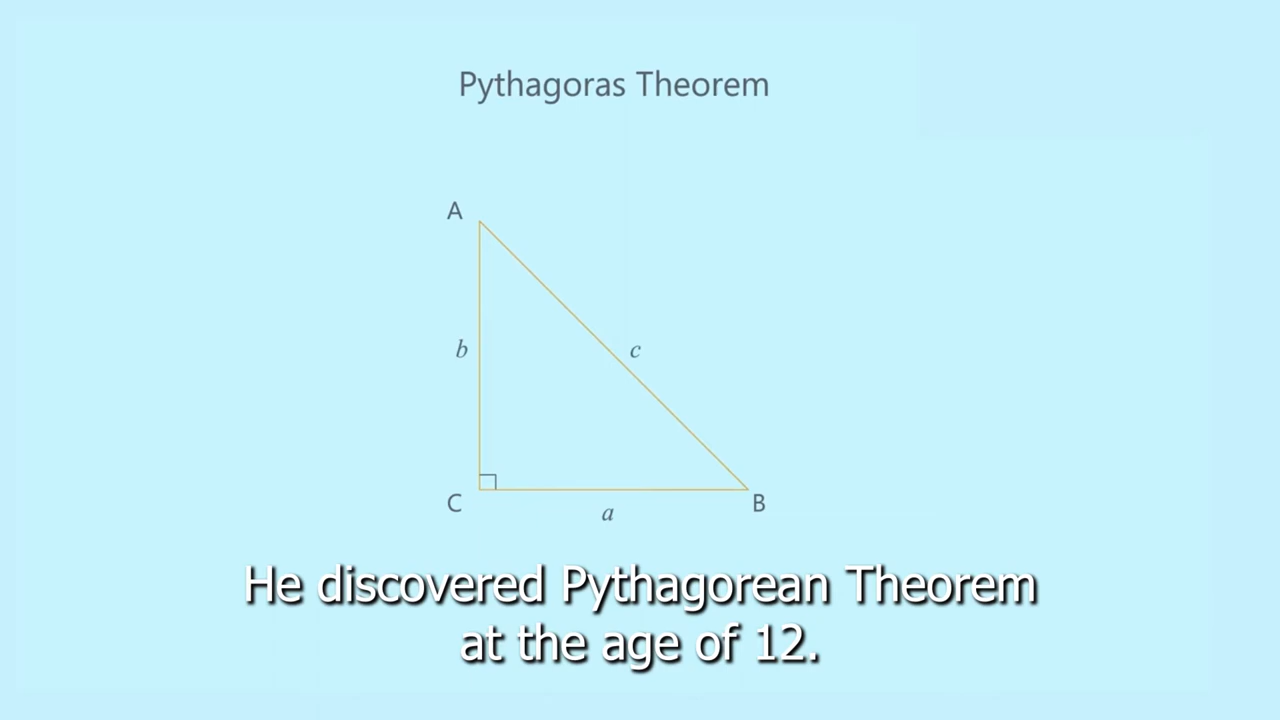 Pythagoras Theorem
A
b
c
C
B
a
He discovered Pythagorean Theorem
at the age of 12.